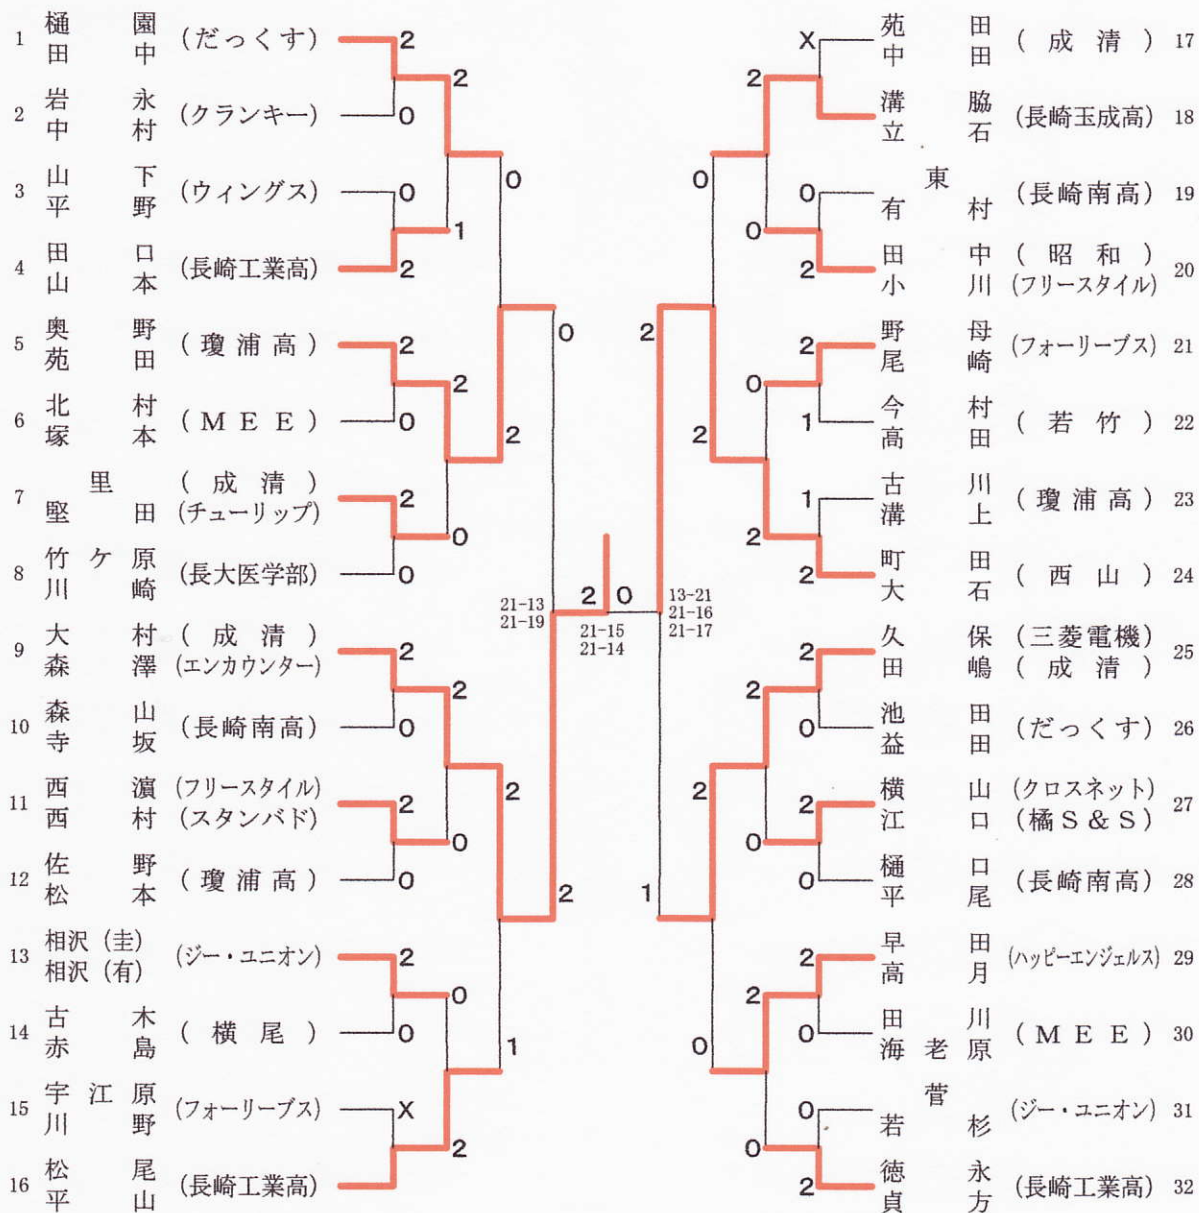 1 樋園 田中 (だっくす) 2
2 岩永 中村 (クランキー) 0
2
3 山下 平野 (ウィングス) 0
4 田口 山本 (長崎工業高) 2
1
0
5 奥野 苑田 (瓊浦高) 2
6 北村 塚本 (MEE) 0
2
7 里 堅田 (成清) (チューリップ) 2
8 竹ケ原 川崎 (長大医学部) 0
0
2
0
9 大村 森澤 (成清) (エンカウンター) 2
10 森山 寺坂 (長崎南高) 0
2
11 西濵 西村 (フリースタイル) (スタンバド) 2
12 佐野 松本 (瓊浦高) 0
0
2
13 相沢(圭) 相沢(有) (ジー・ユニオン) 2
14 古木 赤島 (横尾) 0
0
15 宇江原 川野 (フォーリーブス) X
16 松尾 平山 (長崎工業高)
2
1
2
21-13
21-19
2 0
21-15
21-14
13-21
21-16
21-17
X 苑田 中田 (成清) 17
溝脇 立石 (長崎玉成高) 18
2
0 東 有村 (長崎南高) 19
2 田中 小川 (昭和) (フリースタイル) 20
0
0
2 野母 尾崎 (フォーリーブス) 21
1 今村 高田 (若竹) 22
0
1 古川 溝上 (瓊浦高) 23
2 町田 大石 (西山) 24
2
2
2
2 久保 田嶋 (三菱電機) (成清) 25
0 池田 益田 (だっくす) 26
2
2 横山 江口 (クロスネット) (橘S&S) 27
0 樋口 平尾 (長崎南高) 28
0
2
2 早田 高月 (ハッピーエンジェルス) 29
0 田川 海老原 (MEE) 30
2
0 菅 若杉 (ジー・ユニオン) 31
2 徳永 貞方 (長崎工業高) 32
0
0
1